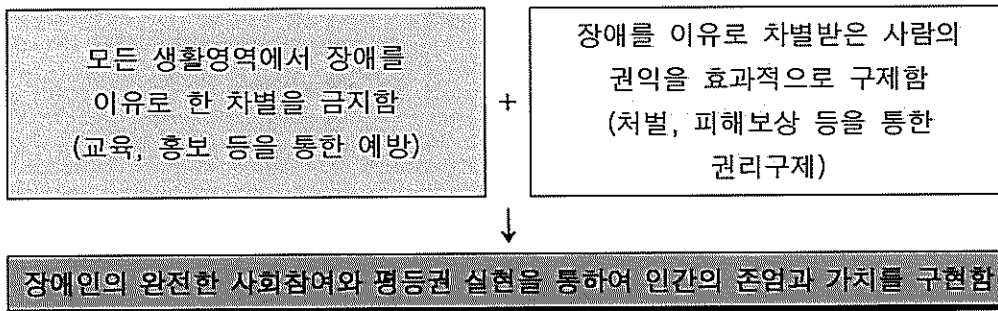 모든 생활영역에서 장애를
이유로 한 차별을 금지함
(교육, 홍보 등을 통한 예방)
+
장애를 이유로 차별받은 사람의
권익을 효과적으로 구제함
(처벌, 피해보상 등을 통한
권리구제)
↓
장애인의 완전한 사회참여와 평등권 실현을 통하여 인간의 존엄과 가치를 구현함